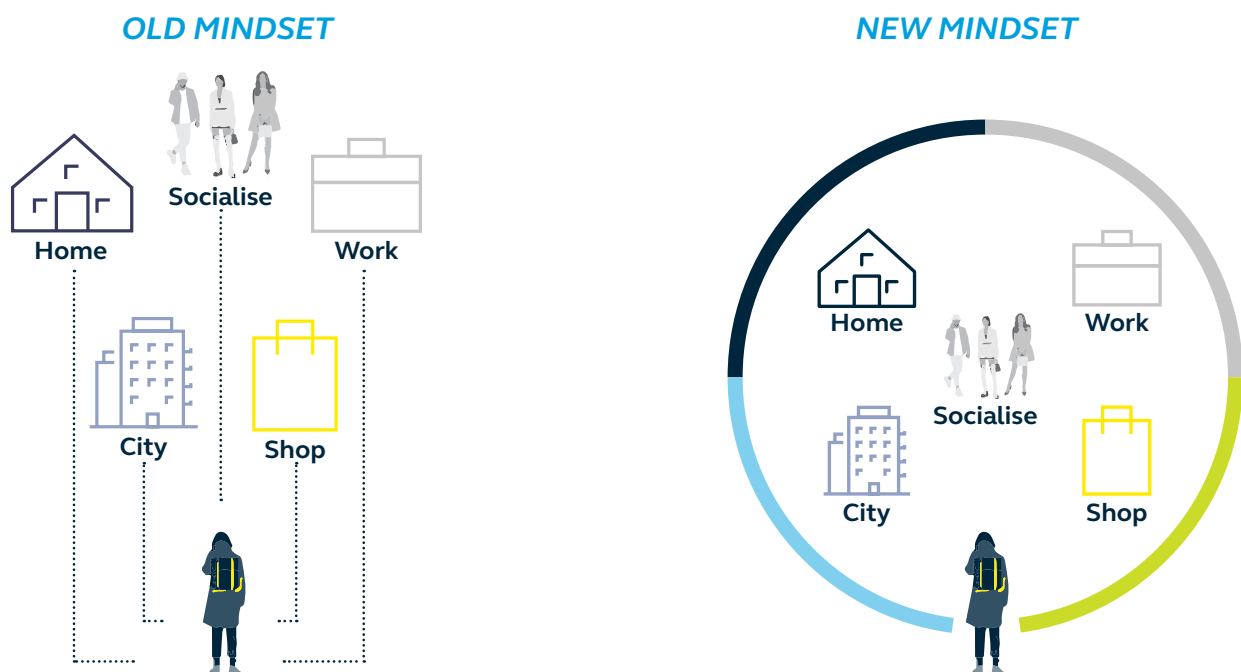 OLD MINDSET
Socialise
Home
Work
City
Shop
NEW MINDSET
Home
Work
Socialise
City
Shop